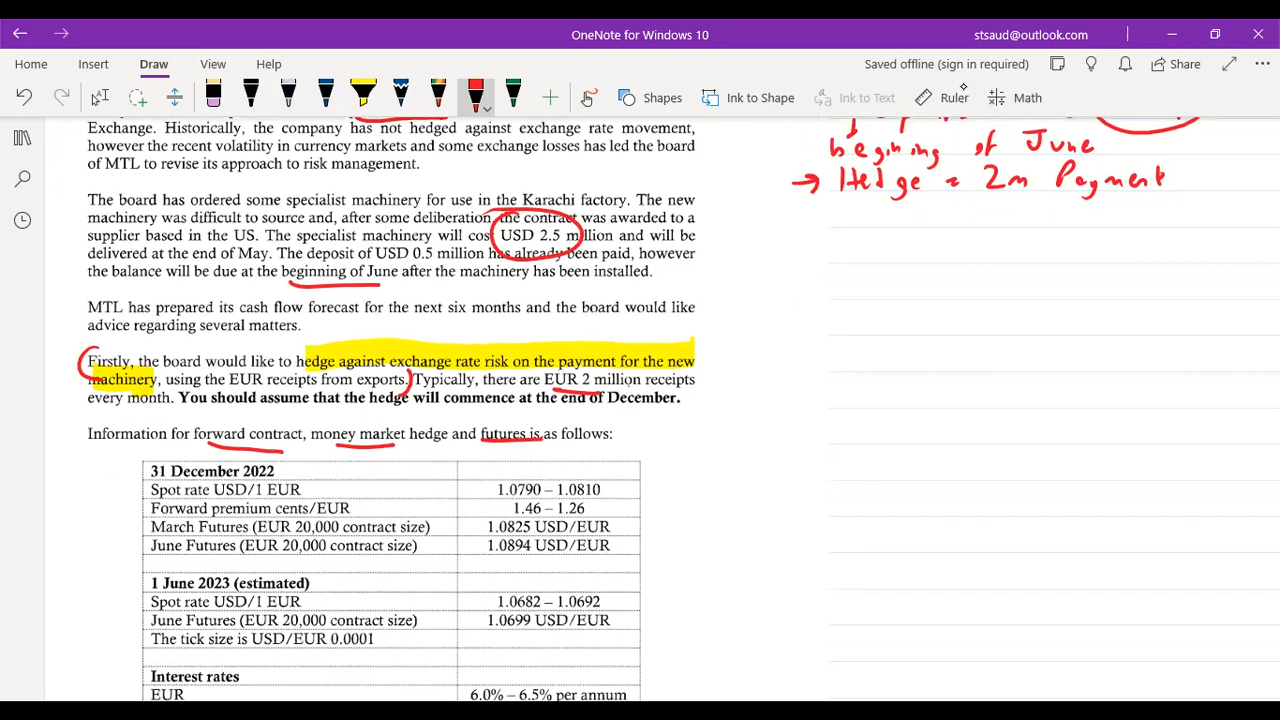 OneNote for Windows 10
stsaud@outlook.com
Home Insert Draw View Help
Saved offline (sign in required)
Share
Shapes
Ink to Shape
Ink to Text
Ruler
Math
Exchange. Historically, the company has not hedged against exchange rate movement,
however the recent volatility in currency markets and some exchange losses has led the board
of MTL to revise its approach to risk management.
The board has ordered some specialist machinery for use in the Karachi factory. The new
machinery was difficult to source and, after some deliberation, the contract was awarded to a
supplier based in the US. The specialist machinery will cost USD 2.5 million and will be
delivered at the end of May. The deposit of USD 0.5 million has already been paid, however
the balance will be due at the beginning of June after the machinery has been installed.
MTL has prepared its cash flow forecast for the next six months and the board would like
advice regarding several matters.
Firstly, the board would like to hedge against exchange rate risk on the payment for the new
machinery, using the EUR receipts from exports. Typically, there are EUR 2 million receipts
every month. You should assume that the hedge will commence at the end of December.
Information for forward contract, money market hedge and futures is as follows:
31 December 2022
Spot rate USD/1 EUR 1.0790 – 1.0810
Forward premium cents/EUR 1.46 – 1.26
March Futures (EUR 20,000 contract size) 1.0825 USD/EUR
June Futures (EUR 20,000 contract size) 1.0894 USD/EUR
1 June 2023 (estimated)
Spot rate USD/1 EUR 1.0682 – 1.0692
June Futures (EUR 20,000 contract size) 1.0699 USD/EUR
The tick size is USD/EUR 0.0001
Interest rates
EUR 6.0% – 6.5% per annum
begining of June
→ Hedge = 2m Payment